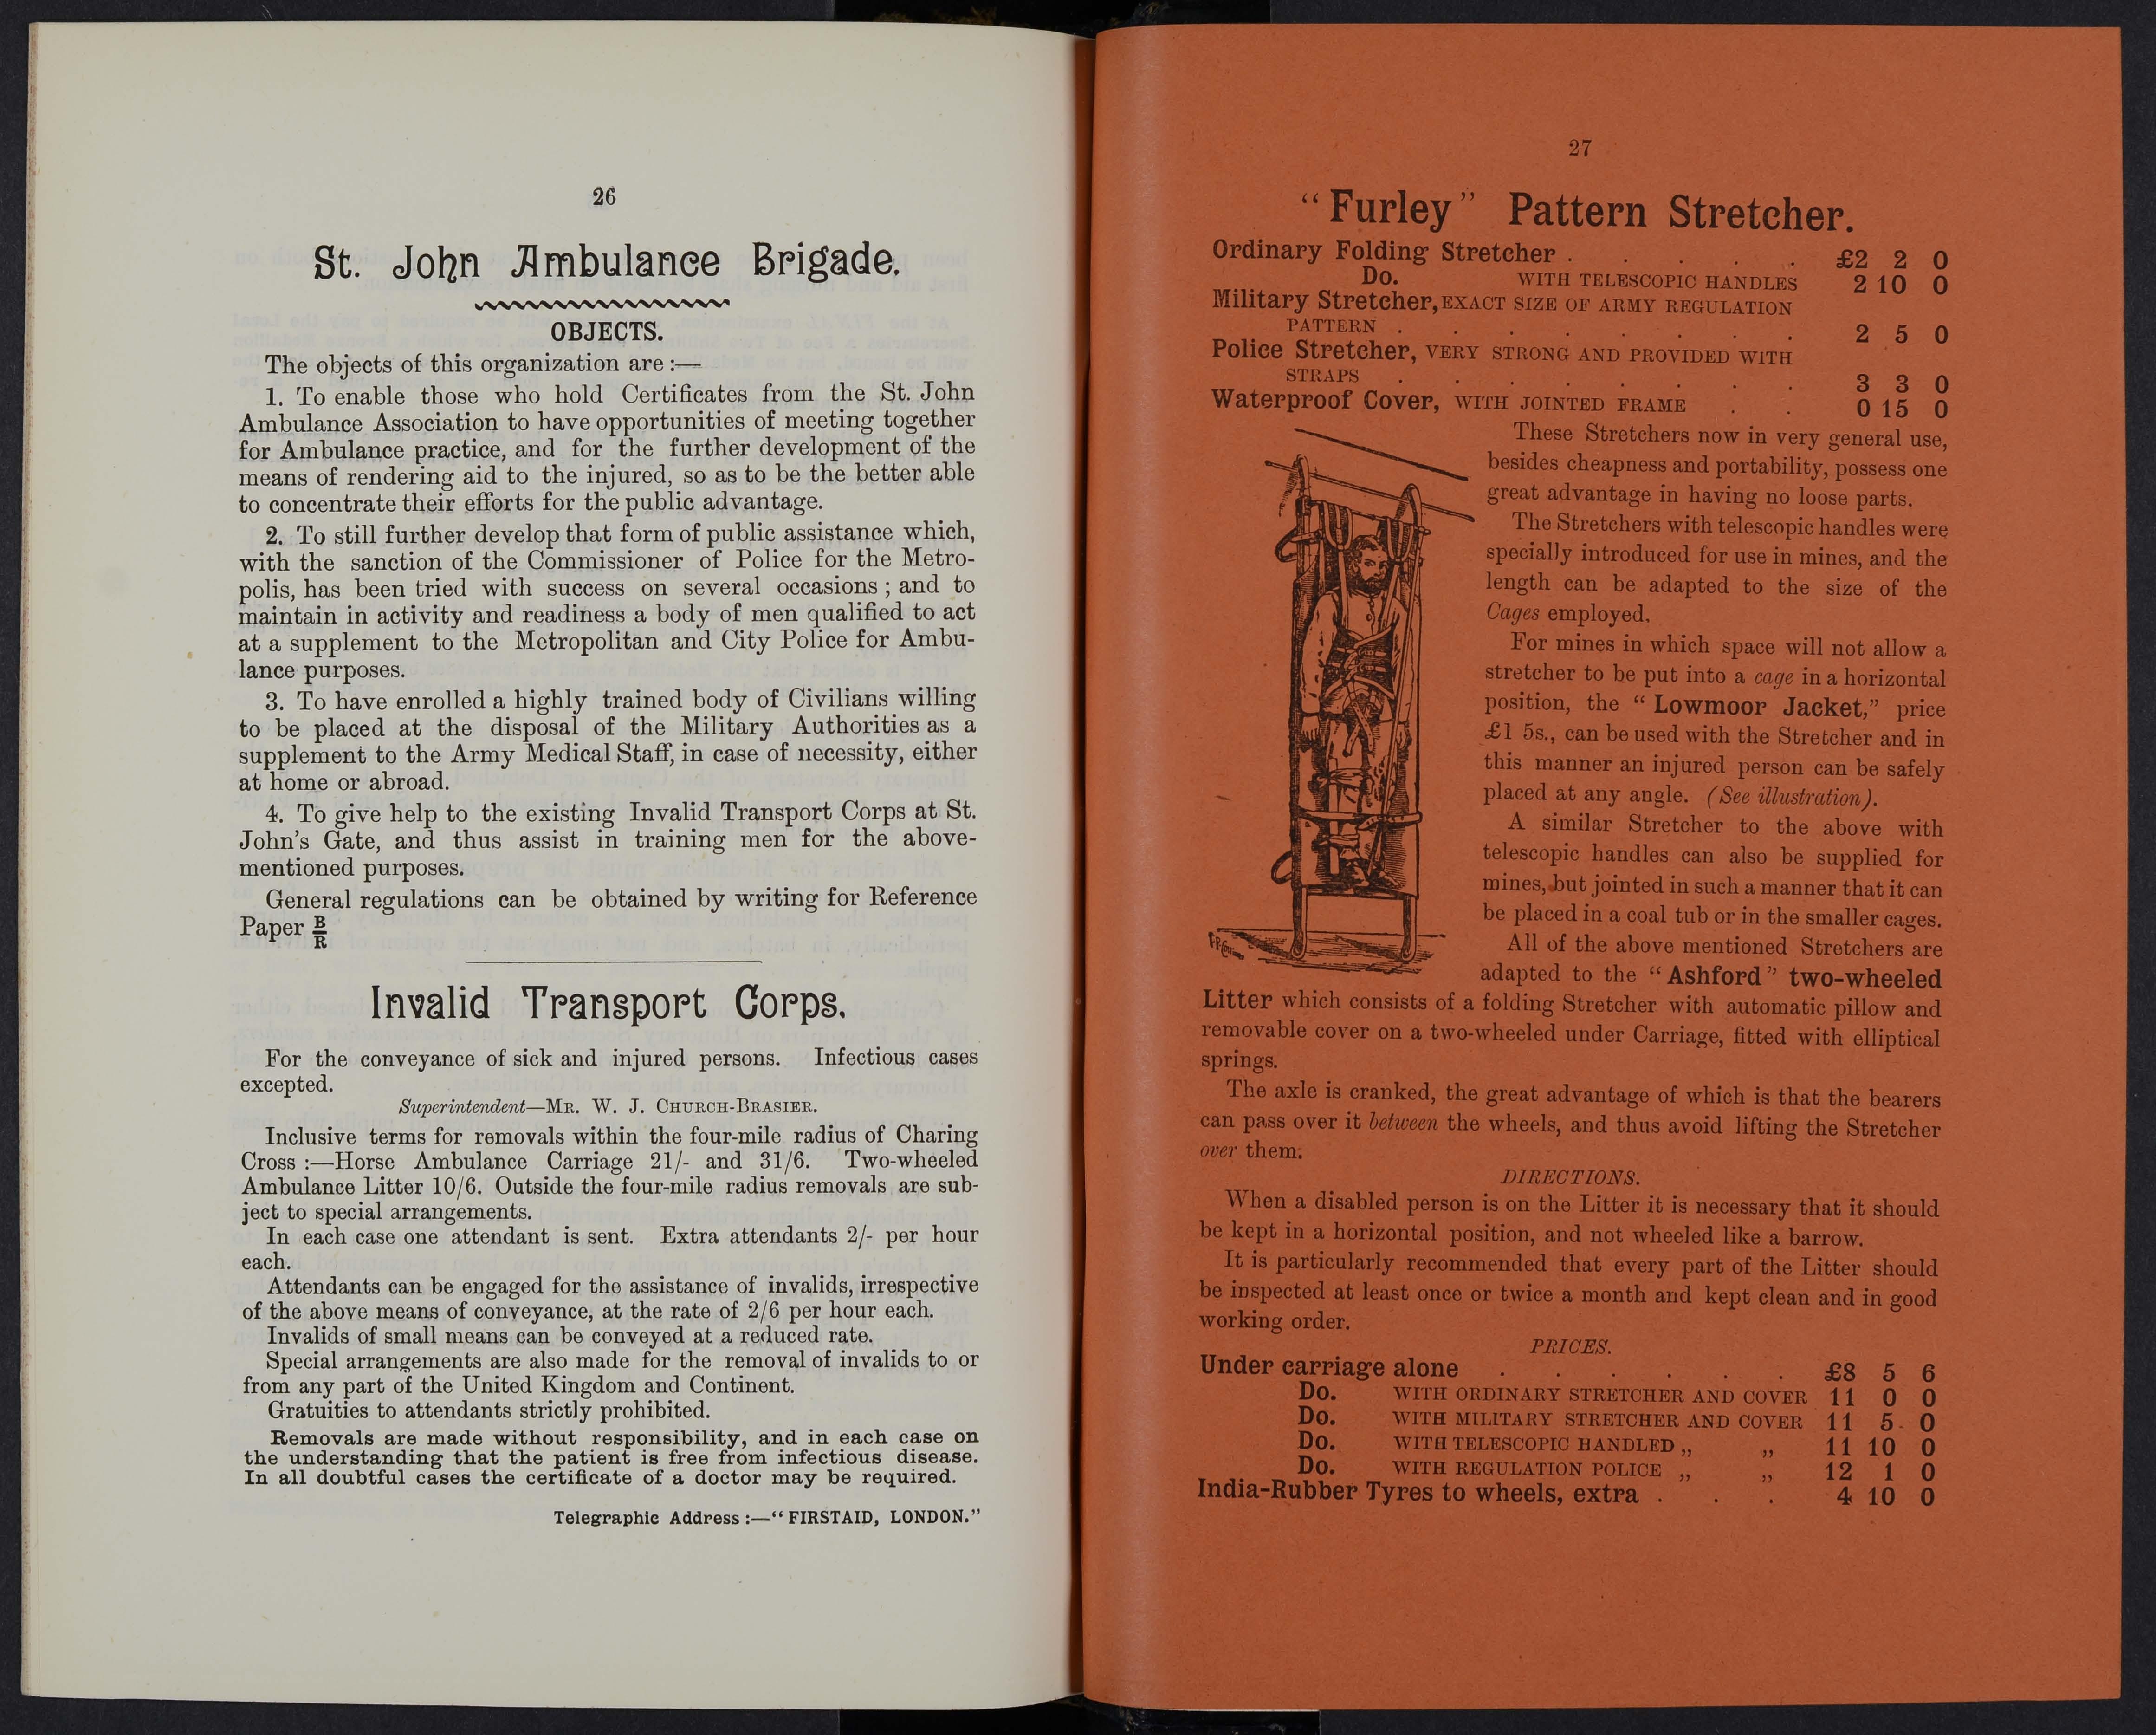 26
St. John Ambulance Brigade.
OBJECTS.
The objects of this organization are :—
1. To enable those who hold Certificates from the St. John
Ambulance Association to have opportunities of meeting together
for Ambulance practice, and for the further development of the
means of rendering aid to the injured, so as to be the better able
to concentrate their efforts for the public advantage.
2. To still further develop that form of public assistance which,
with the sanction of the Commissioner of Police for the Metro-
polis, has been tried with success on several occasions ; and to
maintain in activity and readiness a body of men qualified to act
at a supplement to the Metropolitan and City Police for Ambu-
lance purposes.
3. To have enrolled a highly trained body of Civilians willing
to be placed at the disposal of the Military Authorities as a
supplement to the Army Medical Staff, in case of necessity, either
at home or abroad.
4. To give help to the existing Invalid Transport Corps at St.
John's Gate, and thus assist in training men for the above-
mentioned purposes.
General regulations can be obtained by writing for Reference
Paper B/R
Invalid Transport Corps.
For the conveyance of sick and injured persons. Infectious cases
excepted.
Superintendent—MR. W. J. CHURCH-BRASIER.
Inclusive terms for removals within the four-mile radius of Charing
Cross :—Horse Ambulance Carriage 21/- and 31/6. Two-wheeled
Ambulance Litter 10/6. Outside the four-mile radius removals are sub-
ject to special arrangements.
In each case one attendant is sent. Extra attendants 2/- per hour
each.
Attendants can be engaged for the assistance of invalids, irrespective
of the above means of conveyance, at the rate of 2/6 per hour each.
Invalids of small means can be conveyed at a reduced rate.
Special arrangements are also made for the removal of invalids to or
from any part of the United Kingdom and Continent.
Gratuities to attendants strictly prohibited.
Removals are made without responsibility, and in each case on
the understanding that the patient is free from infectious disease.
In all doubtful cases the certificate of a doctor may be required.
Telegraphic Address :—“ FIRSTAID, LONDON.”
27
“ Furley ” Pattern Stretcher.
Ordinary Folding Stretcher . . . . . £2 2 0
Do. WITH TELESCOPIC HANDLES 2 10 0
Military Stretcher, EXACT SIZE OF ARMY REGULATION
PATTERN . . . . . . . . 2 5 0
Police Stretcher, VERY STRONG AND PROVIDED WITH
STRAPS . . . . . . . . 3 3 0
Waterproof Cover, WITH JOINTED FRAME . . 0 15 0
These Stretchers now in very general use,
besides cheapness and portability, possess one
great advantage in having no loose parts.
The Stretchers with telescopic handles were
specially introduced for use in mines, and the
length can be adapted to the size of the
Cages employed.
For mines in which space will not allow a
stretcher to be put into a cage in a horizontal
position, the “ Lowmoor Jacket,” price
£1 5s., can be used with the Stretcher and in
this manner an injured person can be safely
placed at any angle. (See illustration).
A similar Stretcher to the above with
telescopic handles can also be supplied for
mines, but jointed in such a manner that it can
be placed in a coal tub or in the smaller cages.
All of the above mentioned Stretchers are
adapted to the “ Ashford ” two-wheeled
Litter which consists of a folding Stretcher with automatic pillow and
removable cover on a two-wheeled under Carriage, fitted with elliptical
springs.
The axle is cranked, the great advantage of which is that the bearers
can pass over it between the wheels, and thus avoid lifting the Stretcher
over them.
DIRECTIONS.
When a disabled person is on the Litter it is necessary that it should
be kept in a horizontal position, and not wheeled like a barrow.
It is particularly recommended that every part of the Litter should
be inspected at least once or twice a month and kept clean and in good
working order.
PRICES.
Under carriage alone . . . . . . £8 5 6
Do. WITH ORDINARY STRETCHER AND COVER 11 0 0
Do. WITH MILITARY STRETCHER AND COVER 11 5 0
Do. WITH TELESCOPIC HANDLED „ „ 11 10 0
Do. WITH REGULATION POLICE „ „ 12 1 0
India-Rubber Tyres to wheels, extra . . . 4 10 0